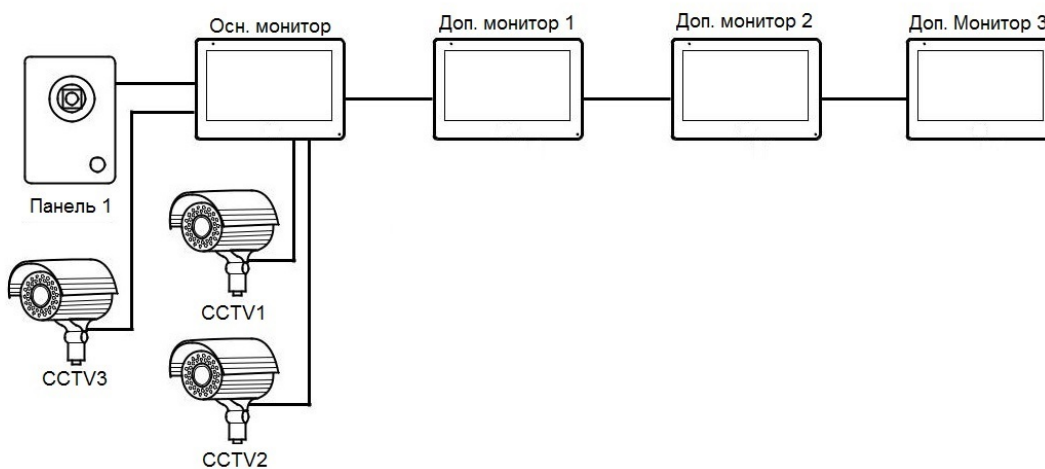 Осн. монитор
Доп. монитор 1
Доп. монитор 2
Доп. Монитор 3
Панель 1
CCTV1
CCTV3
CCTV2